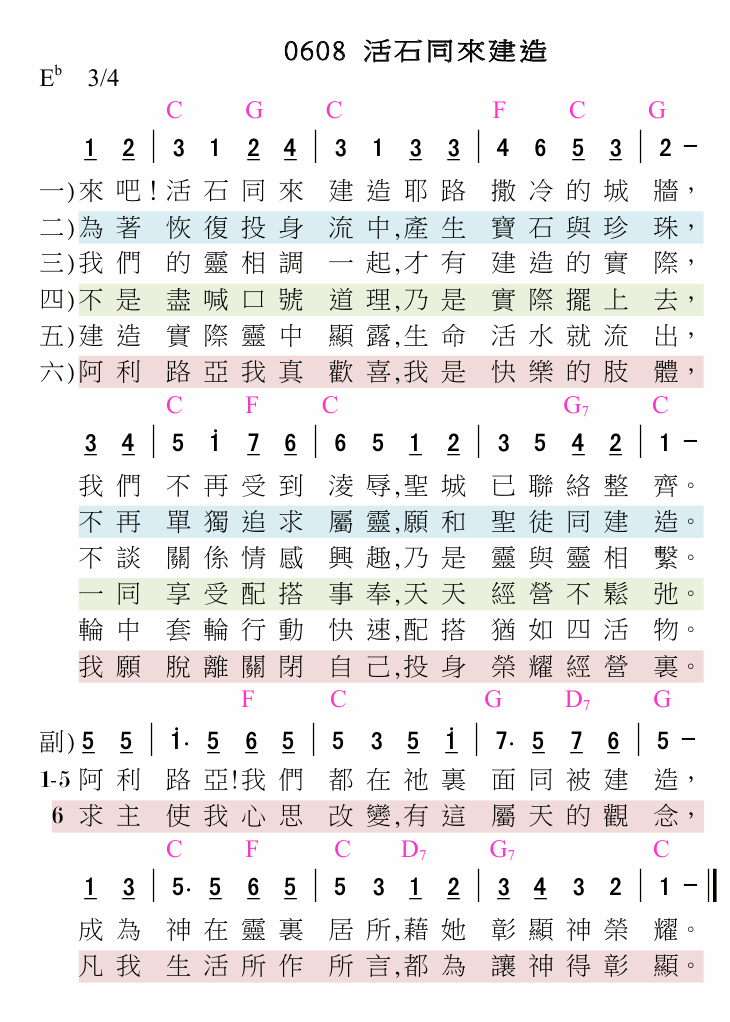 0608 活石同來建造
E♭ 3/4
C G C F C G
1 2 | 3 1 2 4 | 3 1 3 3 | 4 6 5 3 | 2 –
一)來吧!活石同來 建造耶路 撒冷的城 牆，
二)為著 恢復投身 流中,產生 寶石與珍 珠，
三)我們 的靈相調 一起,才有 建造的實 際，
四)不是 盡喊口號 道理,乃是 實際擺上 去，
五)建造 實際靈中 顯露,生命 活水就流 出，
六)阿利 路亞我真 歡喜,我是 快樂的肢 體，
C F C G7 C
3 4 | 5 i 7 6 | 6 5 1 2 | 3 5 4 2 | 1 –
我們 不再受到 淩辱,聖城 已聯絡整 齊。
不再 單獨追求 屬靈,願和 聖徒同建 造。
不談 關係情感 興趣,乃是 靈與靈相 繫。
一同 享受配搭 事奉,天天 經營不鬆 弛。
輪中 套輪行動 快速,配搭 猶如四活 物。
我願 脫離關閉 自己,投身 榮耀經營 裏。
F C G D7 G
副) 5 5 | i· 5 6 5 | 5 3 5 i | 7· 5 7 6 | 5 –
1-5 阿利 路亞!我們 都在祂裏 面同被建 造，
6 求主 使我心思 改變,有這 屬天的觀 念，
C F C D7 G7 C
1 3 | 5· 5 6 5 | 5 3 1 2 | 3 4 3 2 | 1 – ‖
成為 神在靈裏 居所,藉她 彰顯神榮 耀。
凡我 生活所作 所言,都為 讓神得彰 顯。